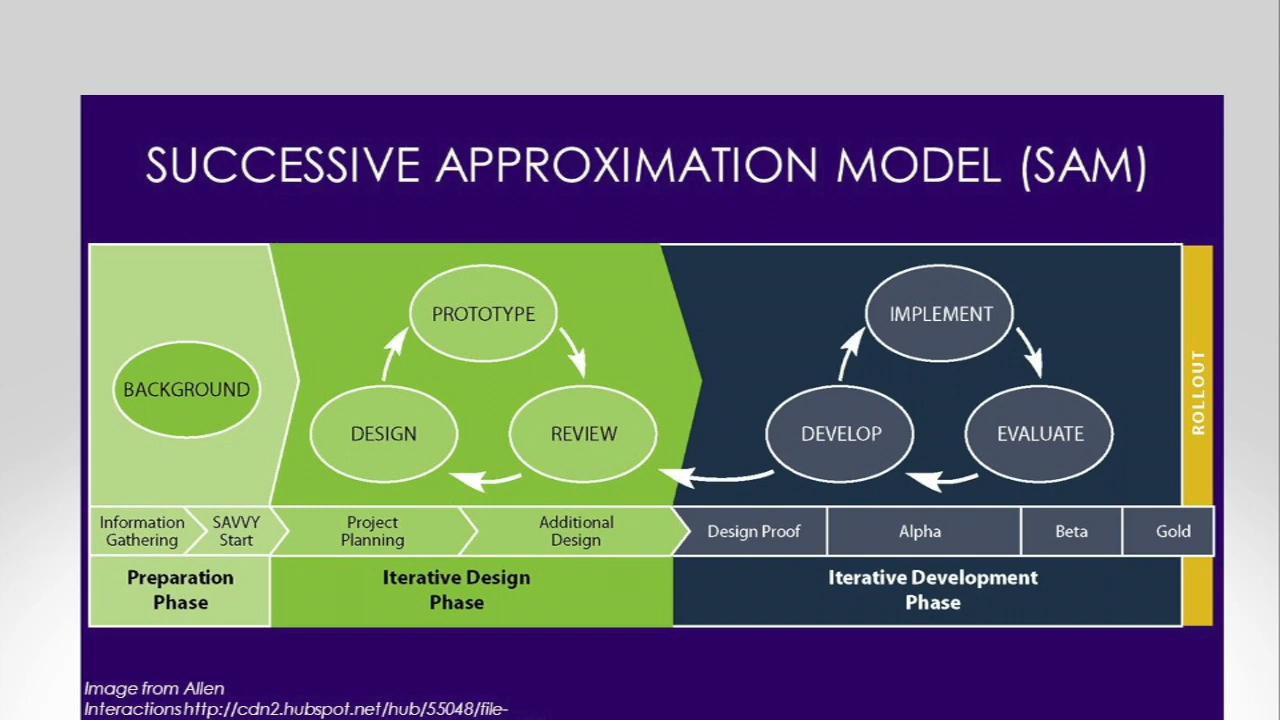 SUCCESSIVE APPROXIMATION MODEL (SAM)
PROTOTYPE
IMPLEMENT
BACKGROUND
DESIGN
REVIEW
DEVELOP
EVALUATE
ROLLOUT
Information
Gathering
SAVVY
Start
Project
Planning
Additional
Design
Design Proof
Alpha
Beta
Gold
Preparation
Phase
Iterative Design
Phase
Iterative Development
Phase
Image from Allen
Interactions http://cdn2.hubspot.net/hub/55048/file-